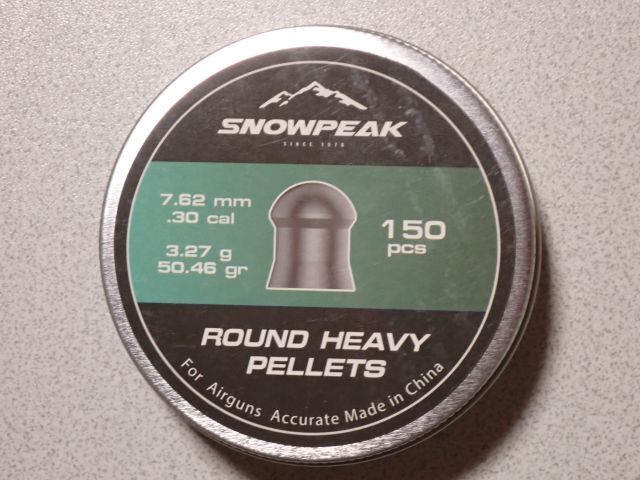 SNOWPEAK
SINCE 1976
7.62 mm
.30 cal
3.27 g
50.46 gr
150
pcs
ROUND HEAVY
PELLETS
For Airguns Accurate Made in China